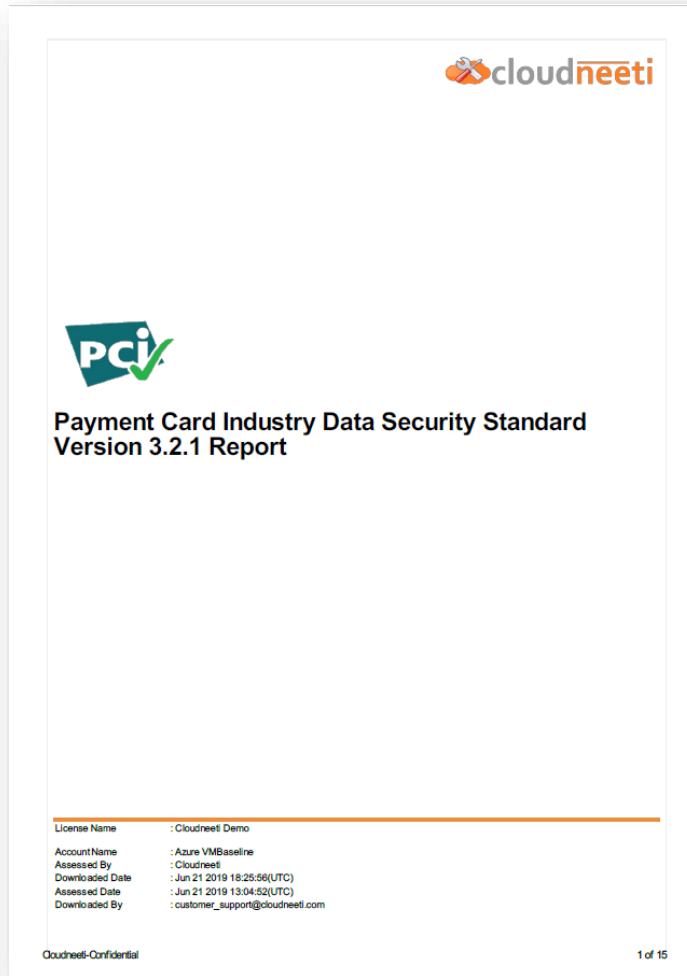 cloudneeti
PCi
Payment Card Industry Data Security Standard
Version 3.2.1 Report
License Name : Cloudneeti Demo
Account Name : Azure VMBaseline
Assessed By : Cloudneeti
Downloaded Date : Jun 21 2019 18:25:56(UTC)
Assessed Date : Jun 21 2019 13:04:52(UTC)
Downloaded By : customer_support@cloudneeti.com
Cloudneeti-Confidential 1 of 15